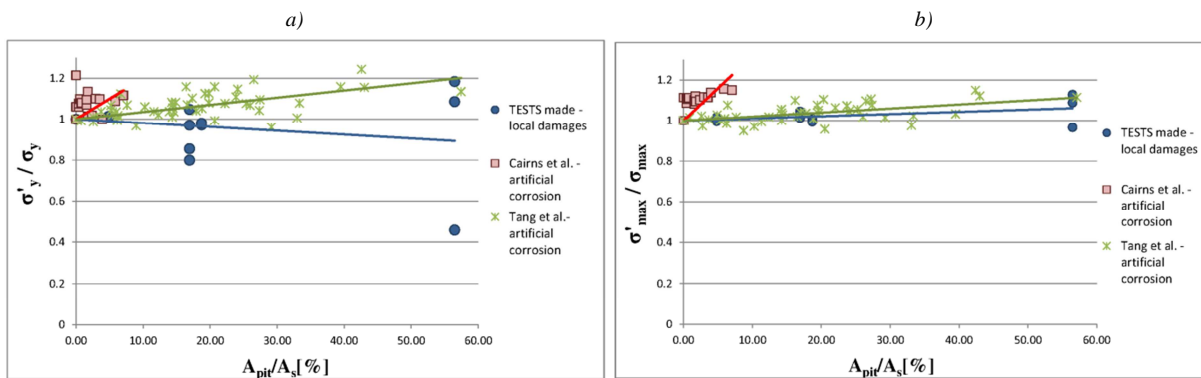 a)
b)
1.2
1
0.8
0.6
0.4
0.2
0
σ'y / σy
0.00 10.00 20.00 30.00 40.00 50.00 60.00
Apit/As[%]
TESTS made -
local damages
Cairns et al. -
artificial
corrosion
Tang et al.-
artificial
corrosion
1.2
1
0.8
0.6
0.4
0.2
0
σ'max / σmax
0.00 10.00 20.00 30.00 40.00 50.00 60.00
Apit/As[%]
TESTS made -
local damages
Cairns et al. -
artificial
corrosion
Tang et al. -
artificial
corrosion